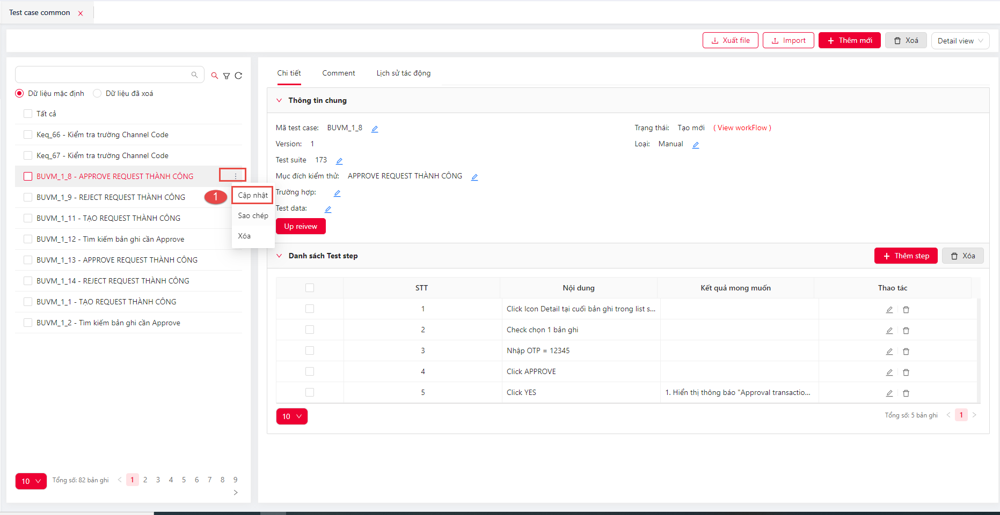 Test case common
Xuất file
Import
Thêm mới
Xoá
Detail view
Dữ liệu mặc định
Dữ liệu đã xoá
Tất cả
Keq_66 - Kiểm tra trường Channel Code
Keq_67 - Kiểm tra trường Channel Code
BUVM_1_8 - APPROVE REQUEST THÀNH CÔNG
BUVM_1_9 - REJECT REQUEST THÀNH CÔNG
BUVM_1_11 - TẠO REQUEST THÀNH CÔNG
BUVM_1_12 - Tìm kiếm bản ghi cần Approve
BUVM_1_13 - APPROVE REQUEST THÀNH CÔNG
BUVM_1_14 - REJECT REQUEST THÀNH CÔNG
BUVM_1_1 - TẠO REQUEST THÀNH CÔNG
BUVM_1_2 - Tìm kiếm bản ghi cần Approve
10
Tổng số: 82 bản ghi
1 2 3 4 5 6 7 8 9
1
Cập nhật
Sao chép
Xóa
Chi tiết
Comment
Lịch sử tác động
Thông tin chung
Mã test case: BUVM_1_8
Version: 1
Test suite 173
Mục đích kiểm thử: APPROVE REQUEST THÀNH CÔNG
Trường hợp:
Test data:
Up reivew
Trạng thái: Tạo mới ( View workFlow )
Loại: Manual
Danh sách Test step
Thêm step
Xóa
STT Nội dung Kết quả mong muốn Thao tác
1 Click Icon Detail tại cuối bản ghi trong list s...
2 Check chọn 1 bản ghi
3 Nhập OTP = 12345
4 Click APPROVE
5 Click YES 1. Hiển thị thông báo "Approval transactio...
10
Tổng số: 5 bản ghi
1